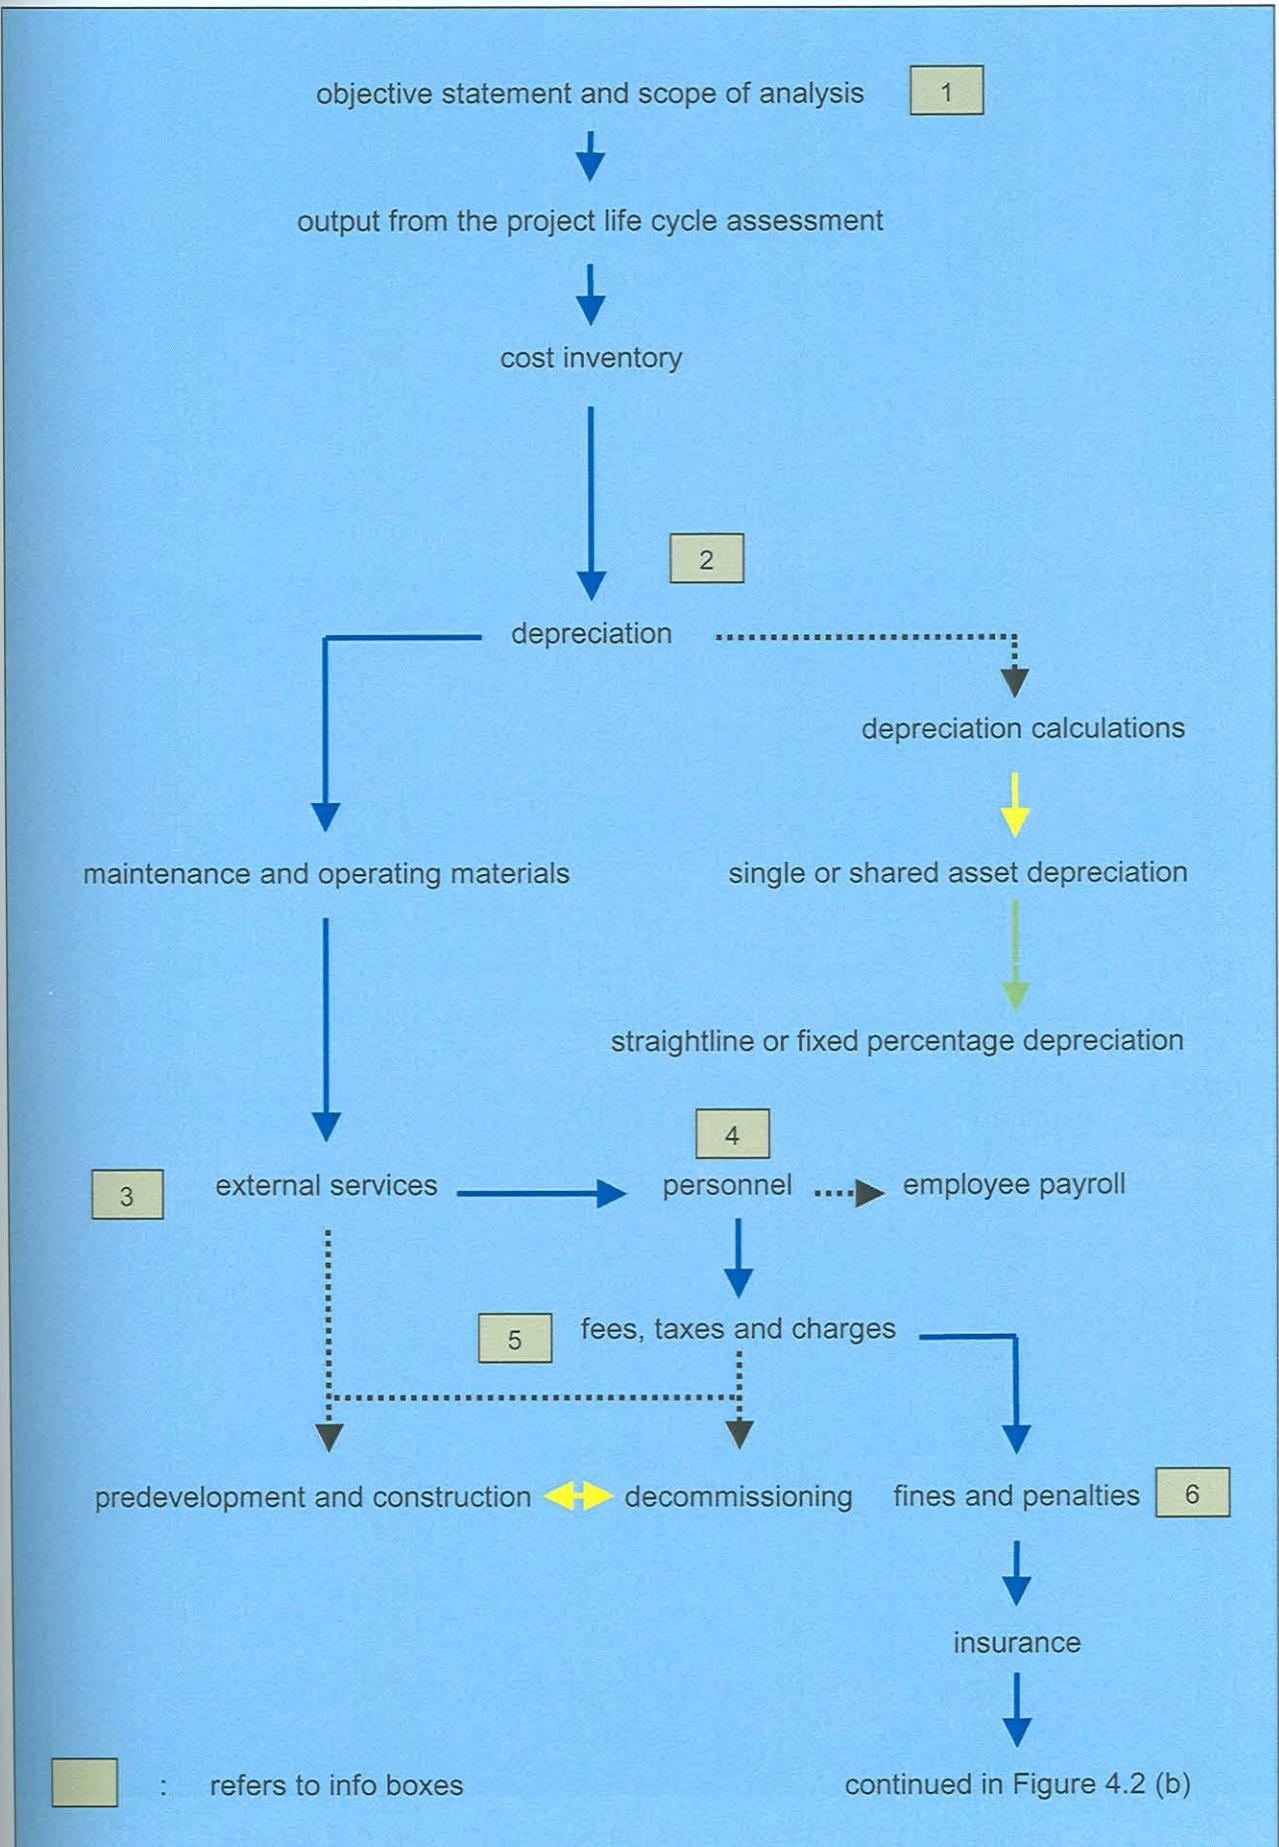 objective statement and scope of analysis
1
output from the project life cycle assessment
cost inventory
2
depreciation
depreciation calculations
maintenance and operating materials
single or shared asset depreciation
straightline or fixed percentage depreciation
4
3
external services
personnel
employee payroll
5
fees, taxes and charges
predevelopment and construction
decommissioning
fines and penalties
6
insurance
: refers to info boxes
continued in Figure 4.2 (b)